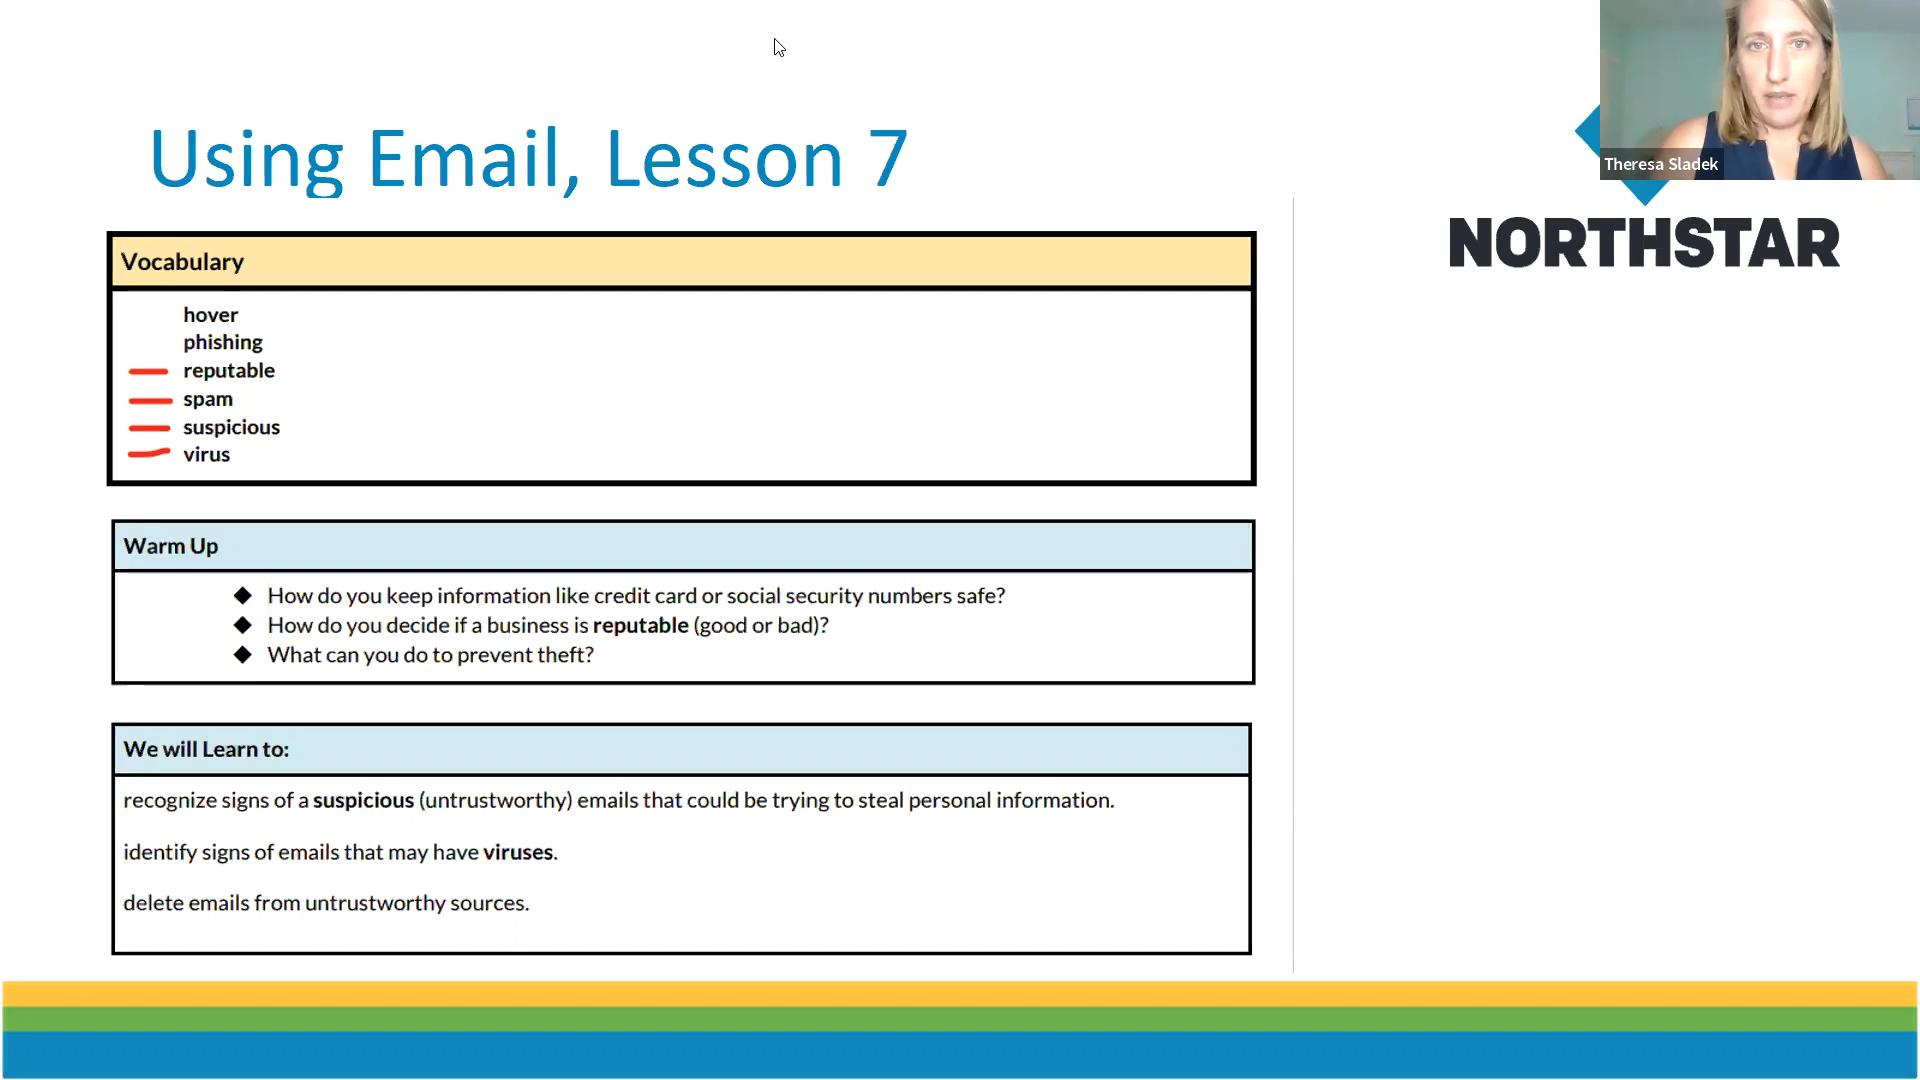 Using Email, Lesson 7
Theresa Sladek
NORTHSTAR
Vocabulary
hover
phishing
reputable
spam
suspicious
virus
Warm Up
◆ How do you keep information like credit card or social security numbers safe?
◆ How do you decide if a business is reputable (good or bad)?
◆ What can you do to prevent theft?
We will Learn to:
recognize signs of a suspicious (untrustworthy) emails that could be trying to steal personal information.
identify signs of emails that may have viruses.
delete emails from untrustworthy sources.